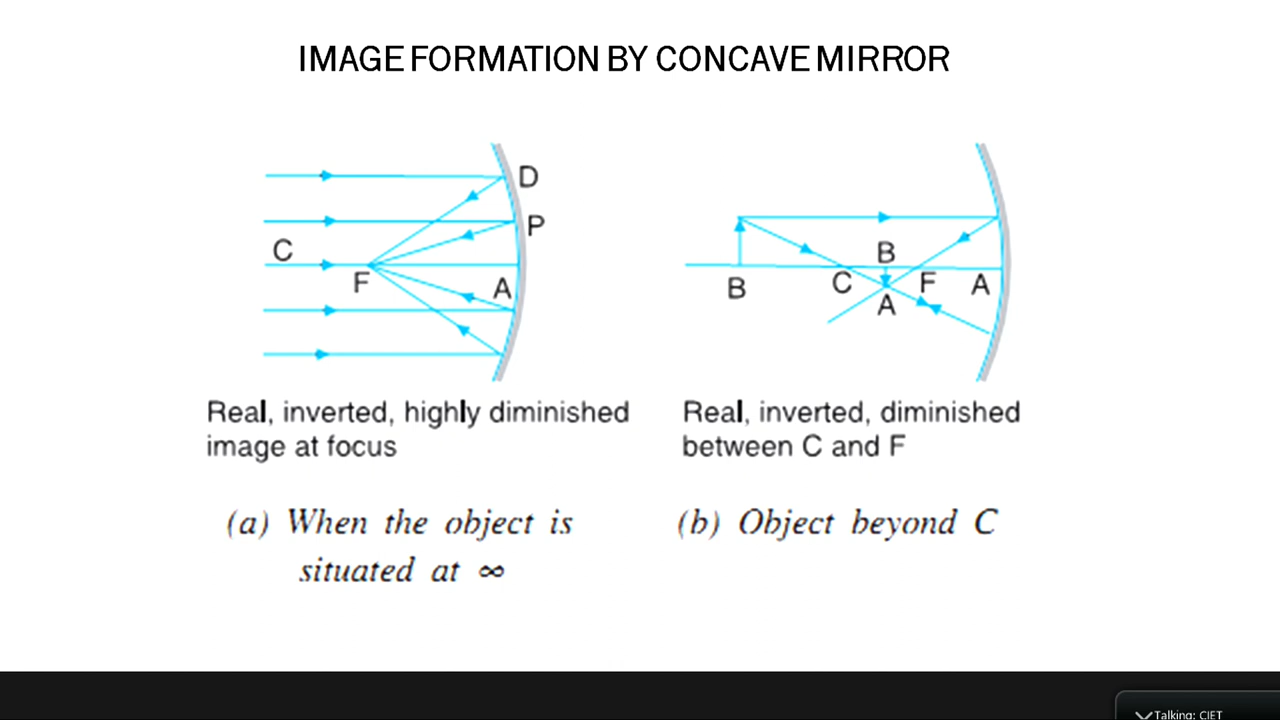 IMAGE FORMATION BY CONCAVE MIRROR
D
P
C
F
A
B
B
C
A
F
A
Real, inverted, highly diminished
image at focus
Real, inverted, diminished
between C and F
(a) When the object is
situated at ∞
(b) Object beyond C
Talking: CIET